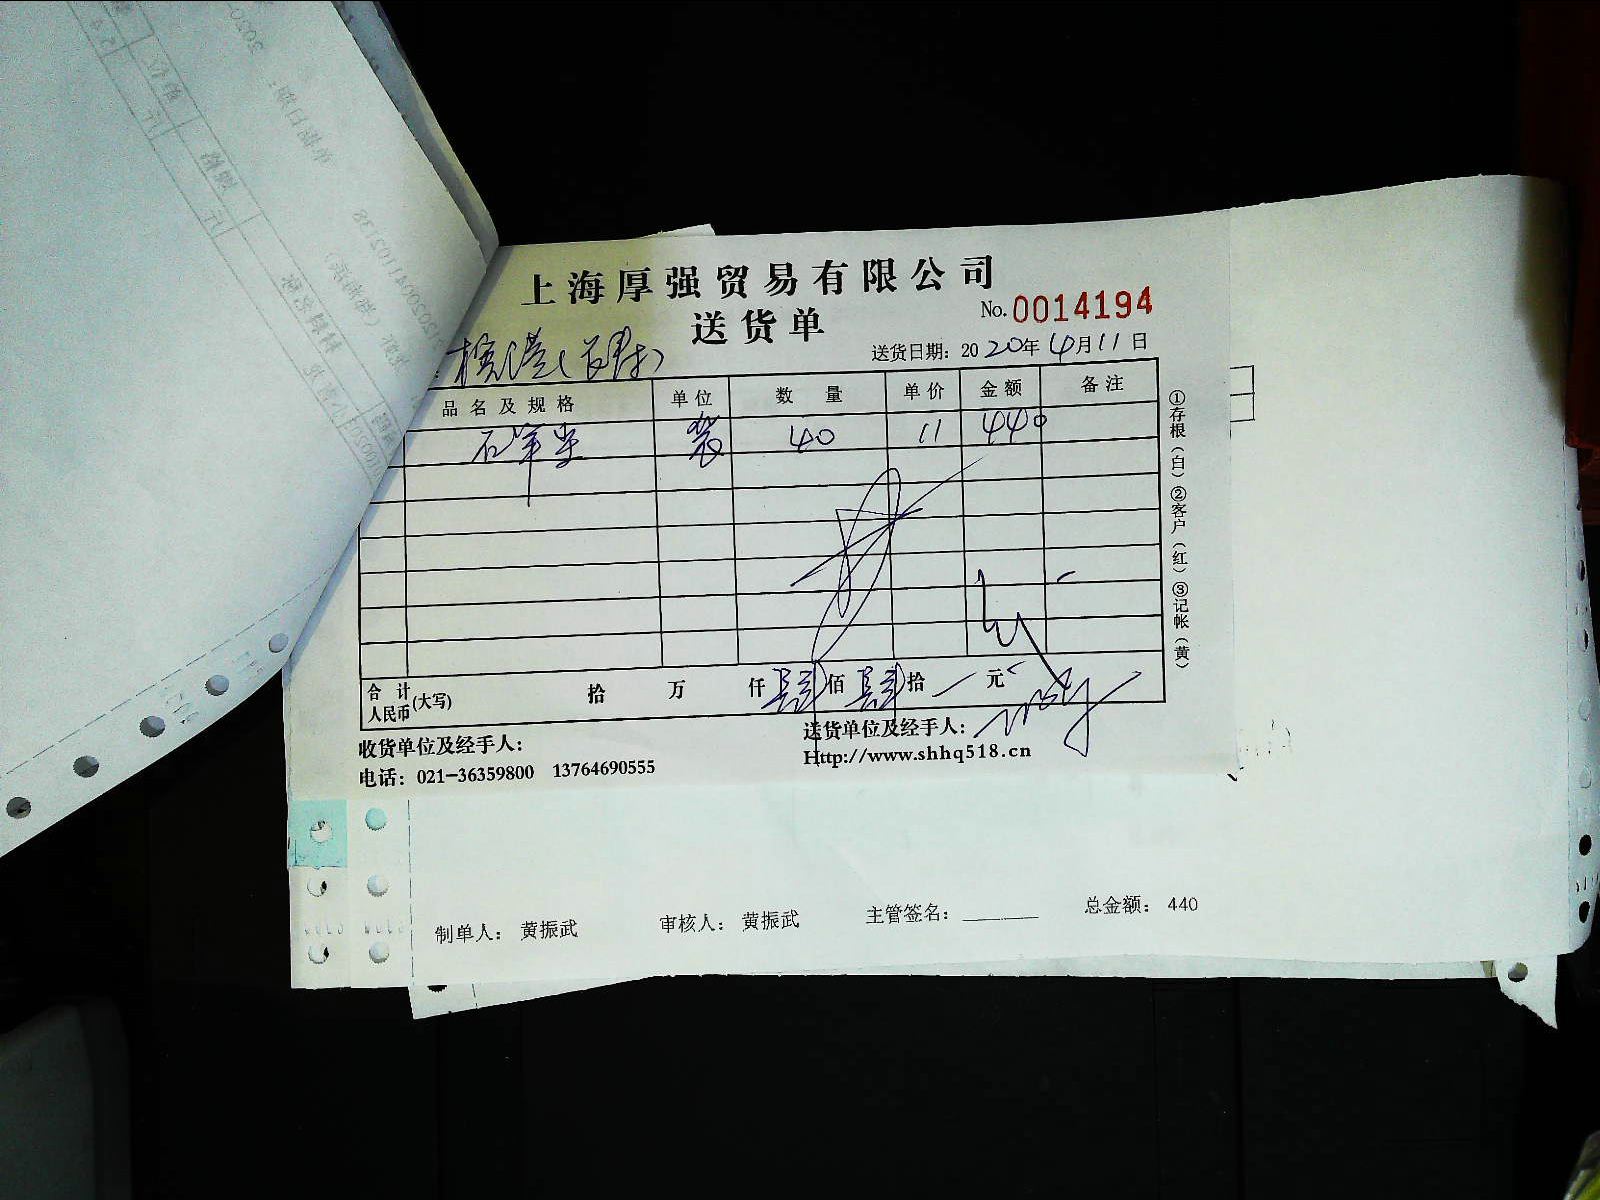 上海厚强贸易有限公司
送货单
No. 0014194
送货日期: 2020年4月11日
品名及规格 单位 数量 单价 金额 备注
40 11 440
①存根(白)②客户(红)③记帐(黄)
合计人民币(大写) 拾 万 仟 肆 佰 肆 拾 元
收货单位及经手人:
送货单位及经手人:
电话: 021-36359800 13764690555
Http://www.shhq518.cn
制单人: 黄振武 审核人: 黄振武 主管签名: 总金额: 440